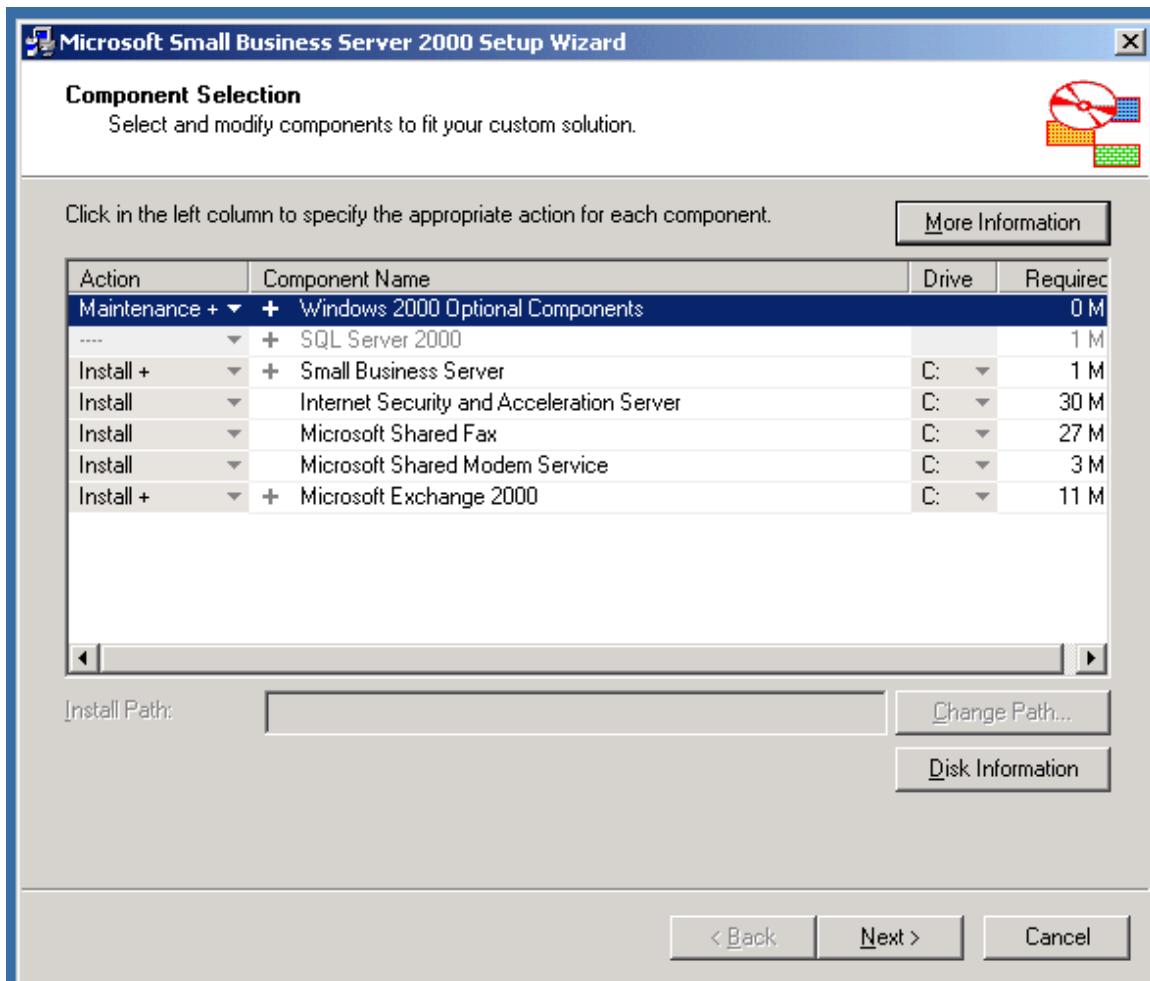 Microsoft Small Business Server 2000 Setup Wizard
Component Selection
Select and modify components to fit your custom solution.
Click in the left column to specify the appropriate action for each component.
More Information
Action Component Name Drive Required
Maintenance + + Windows 2000 Optional Components 0 M
---- + SQL Server 2000 1 M
Install + + Small Business Server C: 1 M
Install Internet Security and Acceleration Server C: 30 M
Install Microsoft Shared Fax C: 27 M
Install Microsoft Shared Modem Service C: 3 M
Install + + Microsoft Exchange 2000 C: 11 M
Install Path: Change Path...
Disk Information
< Back Next > Cancel